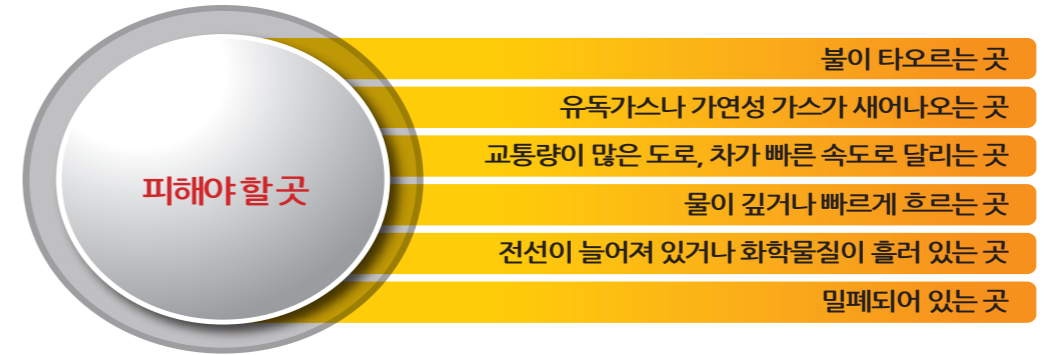 피해야 할 곳
불이 타오르는 곳
유독가스나 가연성 가스가 새어나오는 곳
교통량이 많은 도로, 차가 빠른 속도로 달리는 곳
물이 깊거나 빠르게 흐르는 곳
전선이 늘어져 있거나 화학물질이 흘러 있는 곳
밀폐되어 있는 곳